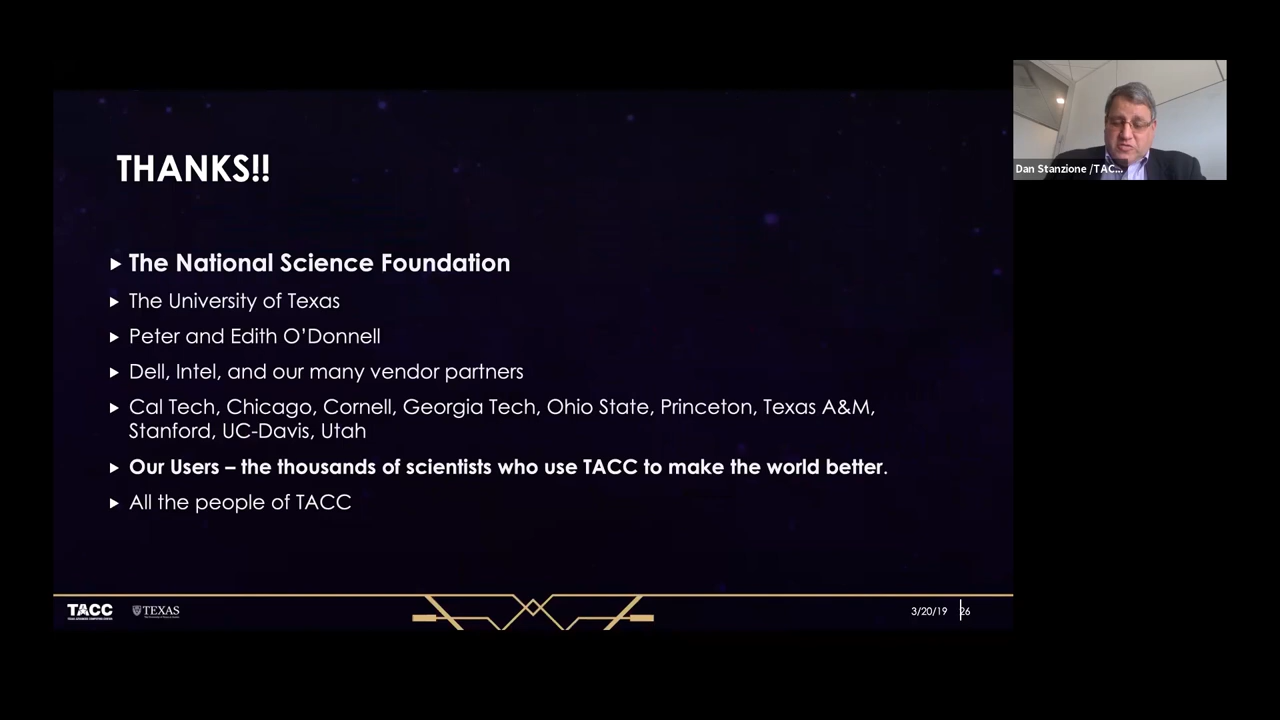 THANKS!!
The National Science Foundation
The University of Texas
Peter and Edith O’Donnell
Dell, Intel, and our many vendor partners
Cal Tech, Chicago, Cornell, Georgia Tech, Ohio State, Princeton, Texas A&M,
Stanford, UC-Davis, Utah
Our Users – the thousands of scientists who use TACC to make the world better.
All the people of TACC
TACC
TEXAS
3/20/19
26
Dan Stanzione /TAC...